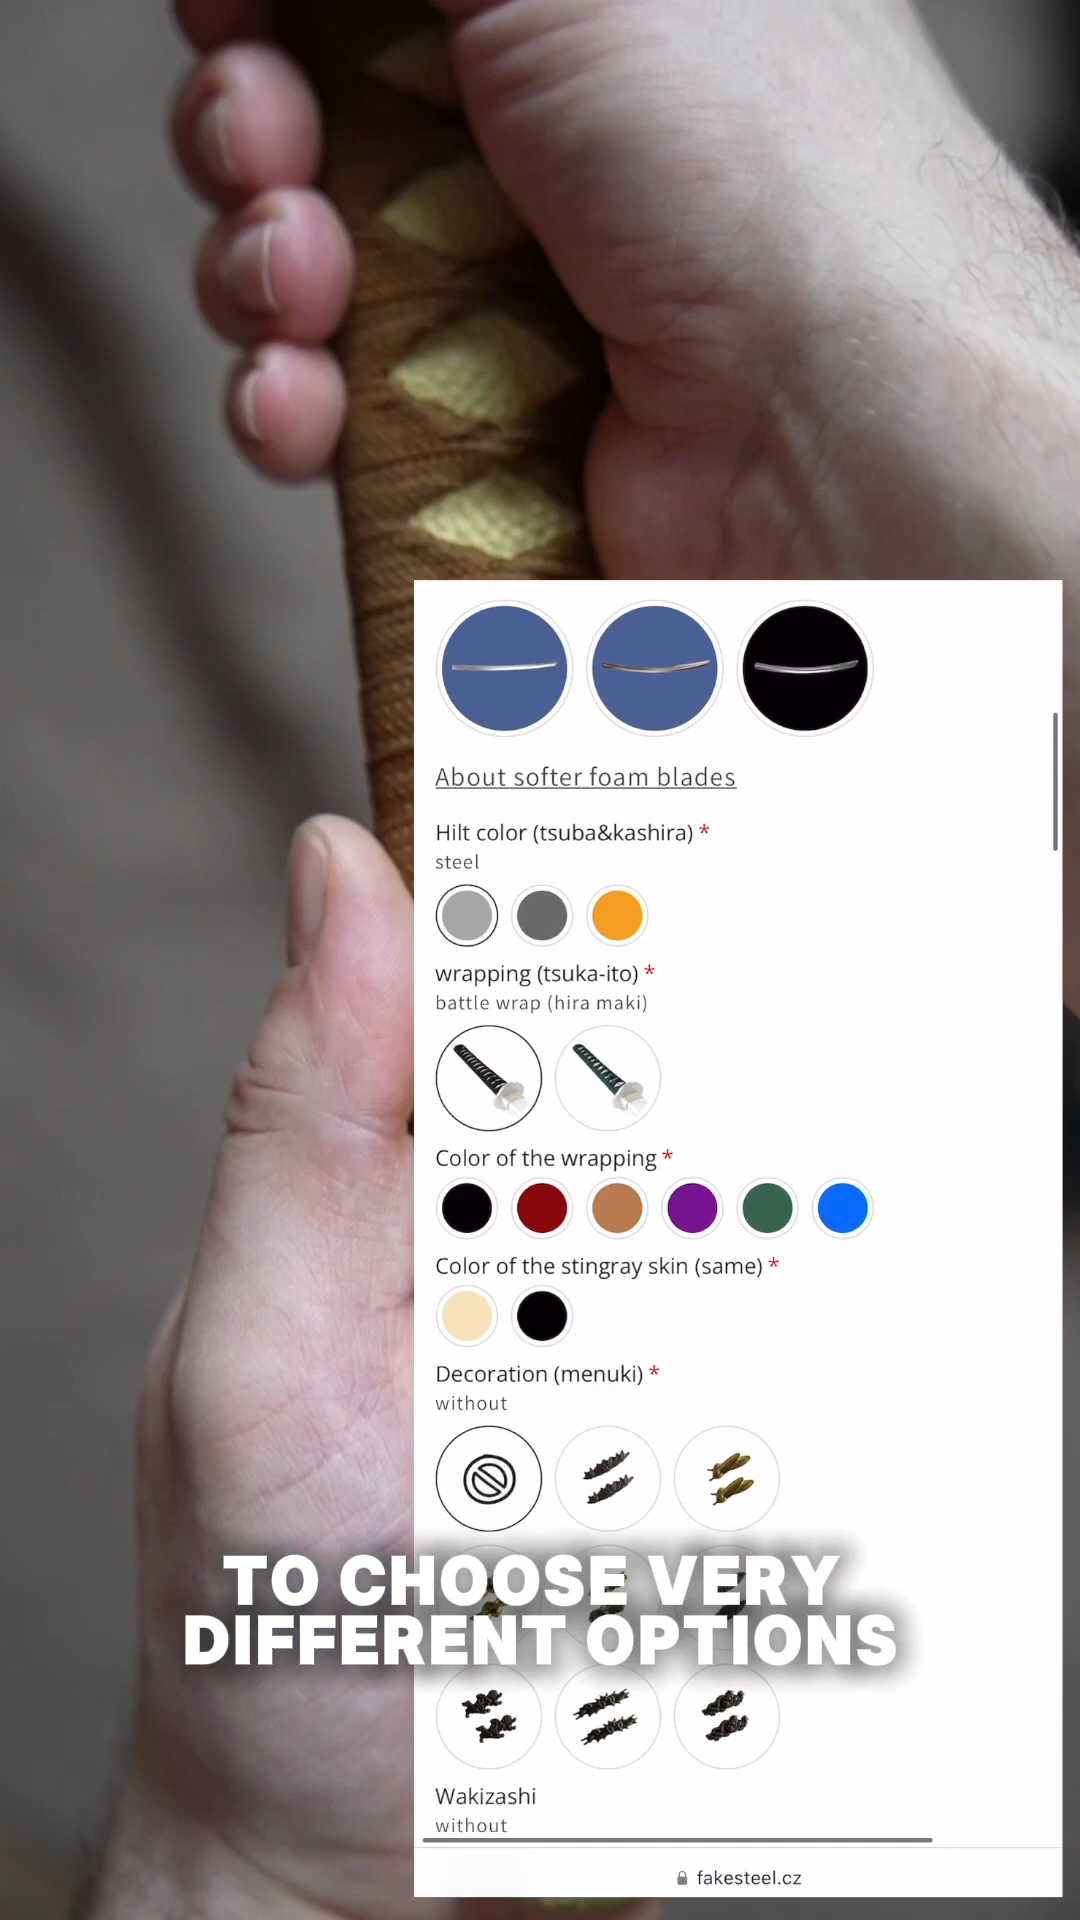 About softer foam blades
Hilt color (tsuba&kashira) *
steel
wrapping (tsuka-ito) *
battle wrap (hira maki)
Color of the wrapping *
Color of the stingray skin (same) *
Decoration (menuki) *
without
TO CHOOSE VERY
DIFFERENT OPTIONS
Wakizashi
without
fakesteel.cz